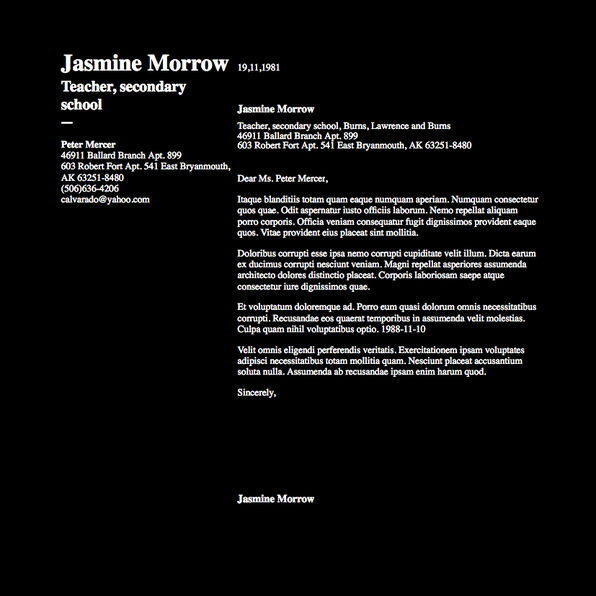 Jasmine Morrow
Teacher, secondary
school
—
Peter Mercer
46911 Ballard Branch Apt. 899
603 Robert Fort Apt. 541 East Bryanmouth,
AK 63251-8480
(506)636-4206
calvarado@yahoo.com
19,11,1981
Jasmine Morrow
Teacher, secondary school, Burns, Lawrence and Burns
46911 Ballard Branch Apt. 899
603 Robert Fort Apt. 541 East Bryanmouth, AK 63251-8480
Dear Ms. Peter Mercer,
Itaque blanditiis totam quam eaque numquam aperiam. Numquam consectetur
quos quae. Odit aspernatur iusto officiis laborum. Nemo repellat aliquam
porro corporis. Officia veniam consequatur fugit dignissimos provident eaque
quos. Vitae provident eius placeat sint mollitia.
Doloribus corrupti esse ipsa nemo corrupti cupiditate velit illum. Dicta earum
ex ducimus corrupti nesciunt veniam. Magni repellat asperiores assumenda
architecto dolores distinctio placeat. Corporis laboriosam saepe atque
consectetur iure dignissimos quae.
Et voluptatum doloremque ad. Porro eum quasi dolorum omnis necessitatibus
corrupti. Recusandae eos quaerat temporibus in assumenda velit molestias.
Culpa quam nihil voluptatibus optio. 1988-11-10
Velit omnis eligendi perferendis veritatis. Exercitationem ipsam voluptates
adipisci necessitatibus totam mollitia quam. Nesciunt placeat accusantium
soluta nulla. Assumenda ab recusandae ipsam enim harum quod.
Sincerely,
Jasmine Morrow